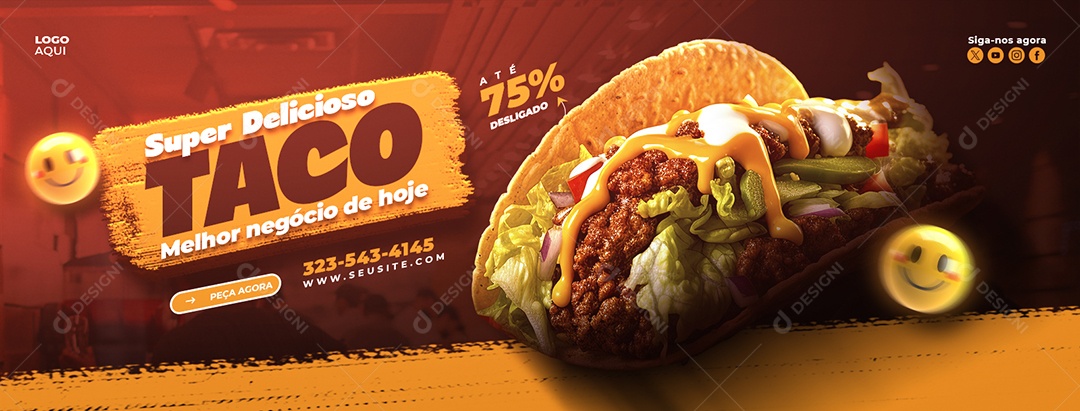 LOGO
AQUI
Siga-nos agora
Super Delicioso
TACO
Melhor negócio de hoje
ATÉ
75%
DESLIGADO
PEÇA AGORA
323-543-4145
WWW.SEUSITE.COM
DESIGNI